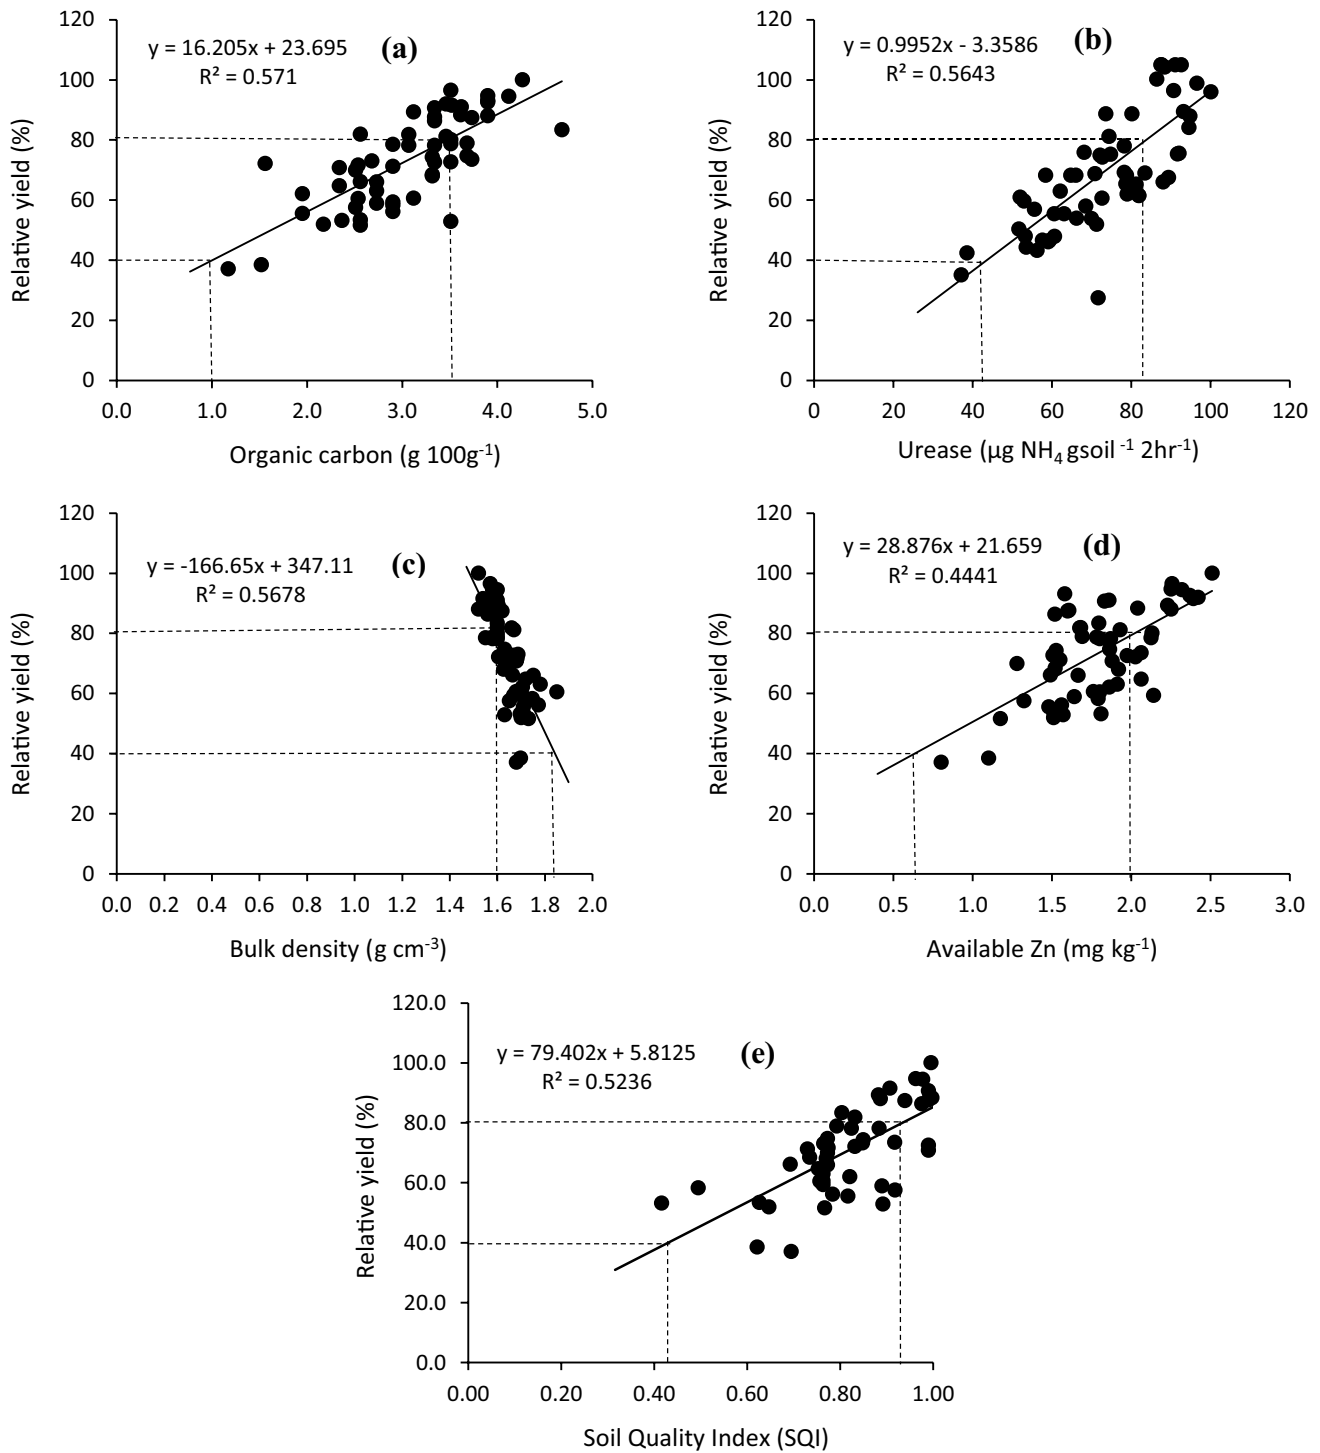 120
100
80
60
40
20
0
y = 16.205x + 23.695
R² = 0.571
(a)
Relative yield (%)
0.0 1.0 2.0 3.0 4.0 5.0
Organic carbon (g 100g⁻¹)
120
100
80
60
40
20
0
y = 0.9952x - 3.3586
R² = 0.5643
(b)
Relative yield (%)
0 20 40 60 80 100 120
Urease (µg NH₄ gsoil ⁻¹ 2hr⁻¹)
120
100
80
60
40
20
0
y = -166.65x + 347.11
R² = 0.5678
(c)
Relative yield (%)
0.0 0.2 0.4 0.6 0.8 1.0 1.2 1.4 1.6 1.8 2.0
Bulk density (g cm⁻³)
120
100
80
60
40
20
0
y = 28.876x + 21.659
R² = 0.4441
(d)
Relative yield (%)
0.0 1.0 1.5 2.0 2.5 3.0
Available Zn (mg kg⁻¹)
120.0
100.0
80.0
60.0
40.0
20.0
0.0
y = 79.402x + 5.8125
R² = 0.5236
(e)
Relative yield (%)
0.00 0.20 0.40 0.60 0.80 1.00
Soil Quality Index (SQI)